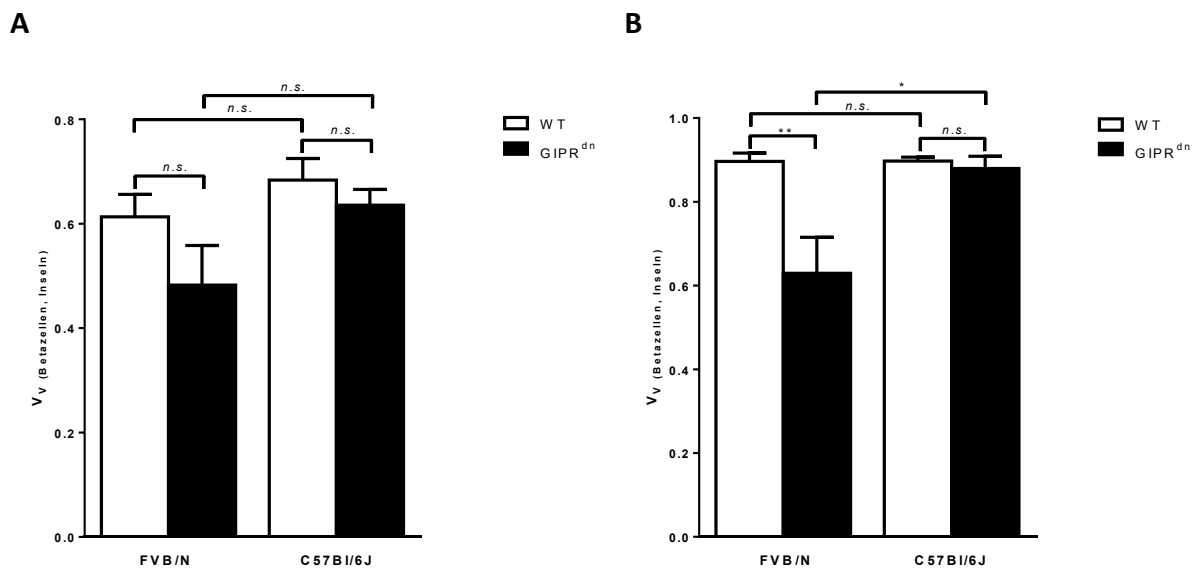 A
n.s.
n.s.
n.s.
n.s.
WT
GIPR^dn
0.8
0.6
0.4
0.2
0.0
V_V (Betazellen, Inseln)
FVB/N
C57Bl/6J
B
*
n.s.
**
n.s.
WT
GIPR^dn
1.0
0.8
0.6
0.4
0.2
0.0
V_V (Betazellen, Inseln)
FVB/N
C57Bl/6J